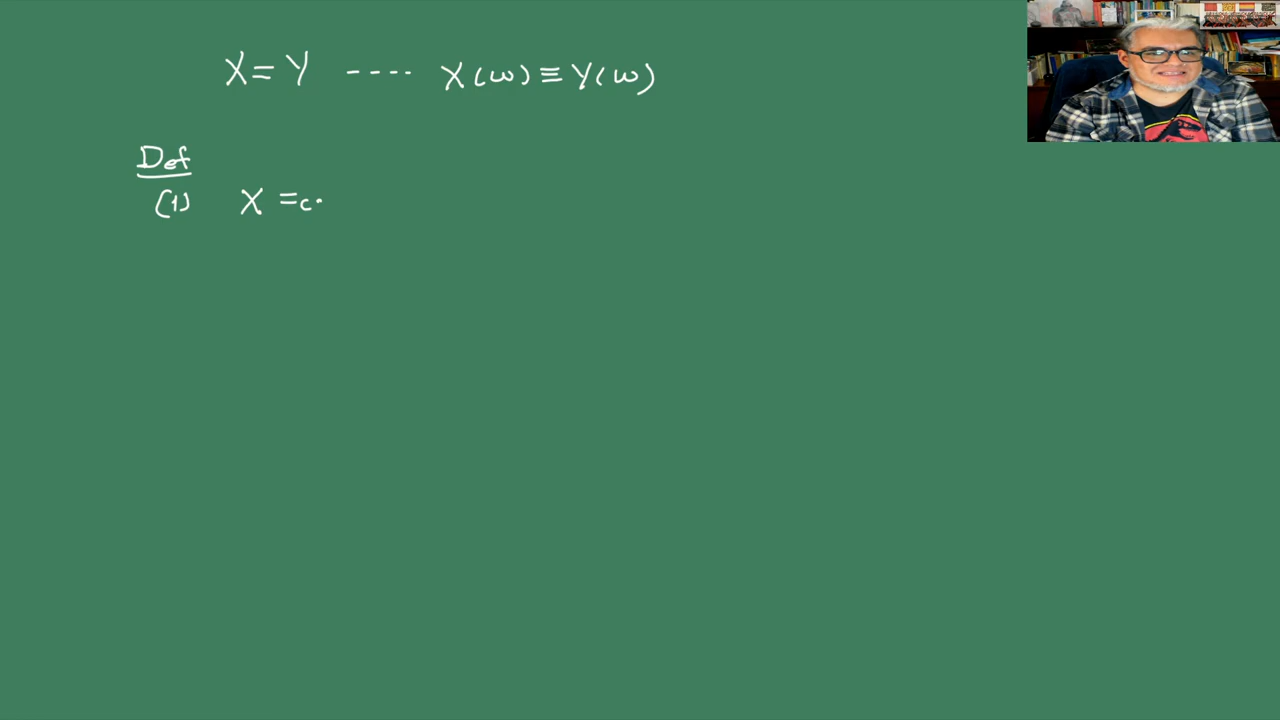 X = Y ---- X(ω) ≡ Y(ω)
Def
(1) X = c.